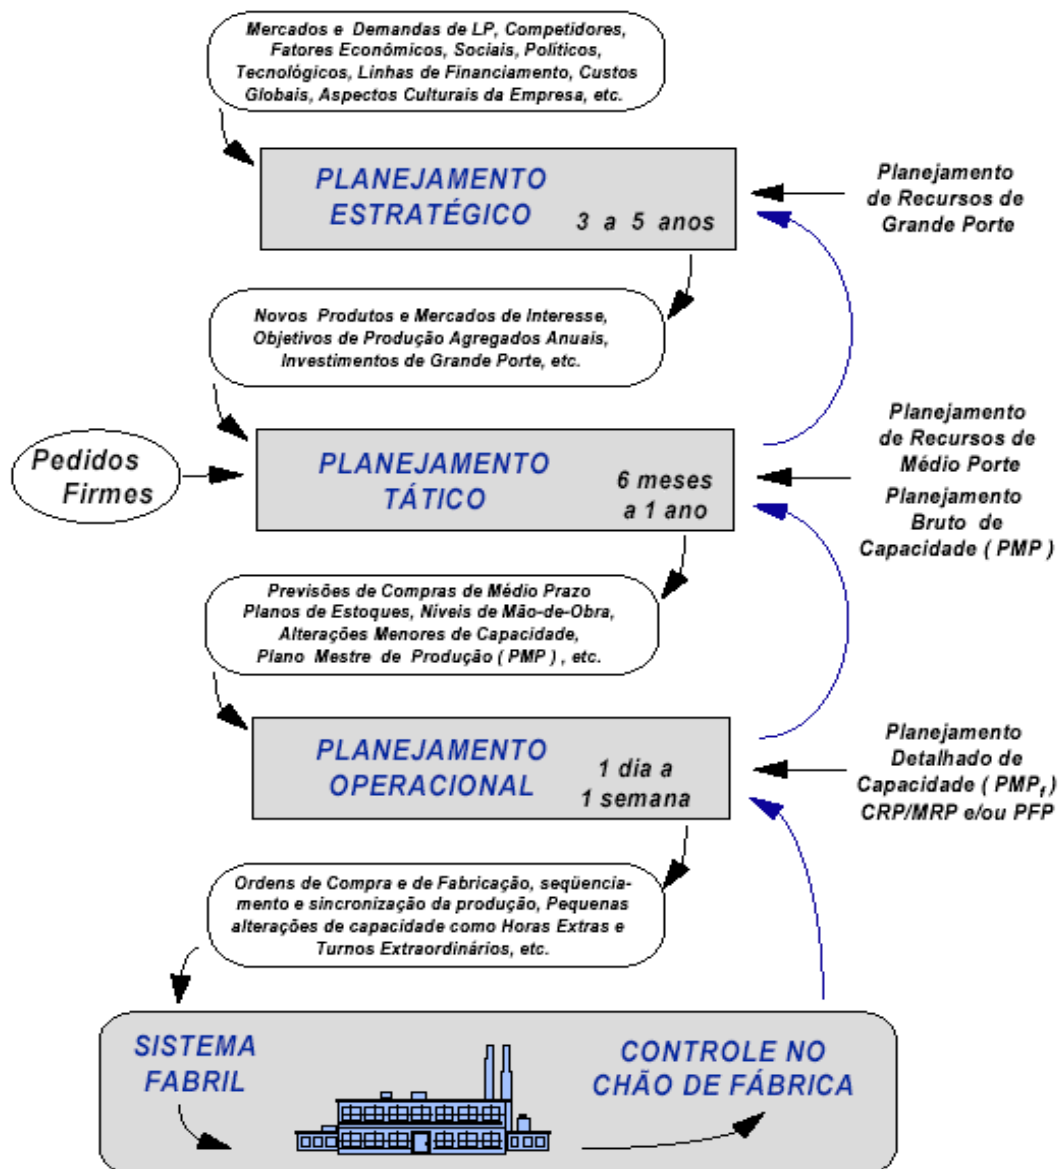 Mercados e Demandas de LP, Competidores,
Fatores Econômicos, Sociais, Políticos,
Tecnológicos, Linhas de Financiamento, Custos
Globais, Aspectos Culturais da Empresa, etc.
PLANEJAMENTO
ESTRATÉGICO
3 a 5 anos
Planejamento
de Recursos de
Grande Porte
Novos Produtos e Mercados de Interesse,
Objetivos de Produção Agregados Anuais,
Investimentos de Grande Porte, etc.
Pedidos
Firmes
PLANEJAMENTO
TÁTICO
6 meses
a 1 ano
Planejamento
de Recursos de
Médio Porte
Planejamento
Bruto de
Capacidade ( PMP )
Previsões de Compras de Médio Prazo
Planos de Estoques, Níveis de Mão-de-Obra,
Alterações Menores de Capacidade,
Plano Mestre de Produção ( PMP ) , etc.
PLANEJAMENTO
OPERACIONAL
1 dia a
1 semana
Planejamento
Detalhado de
Capacidade ( PMPf )
CRP/MRP e/ou PFP
Ordens de Compra e de Fabricação, seqüencia-
mento e sincronização da produção, Pequenas
alterações de capacidade como Horas Extras e
Turnos Extraordinários, etc.
SISTEMA
FABRIL
CONTROLE NO
CHÃO DE FÁBRICA